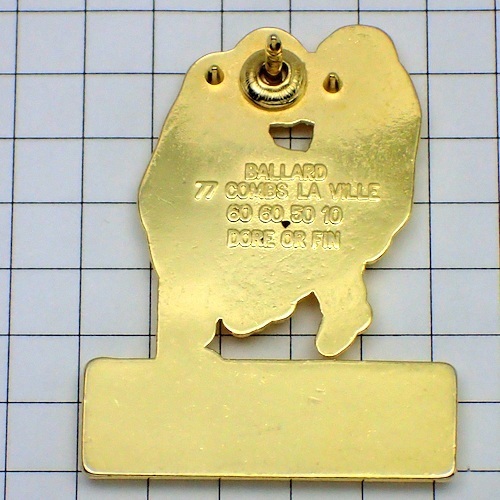 BALLARD
77 COMBS LA VILLE
60 60 50 10
DORE OR FIN